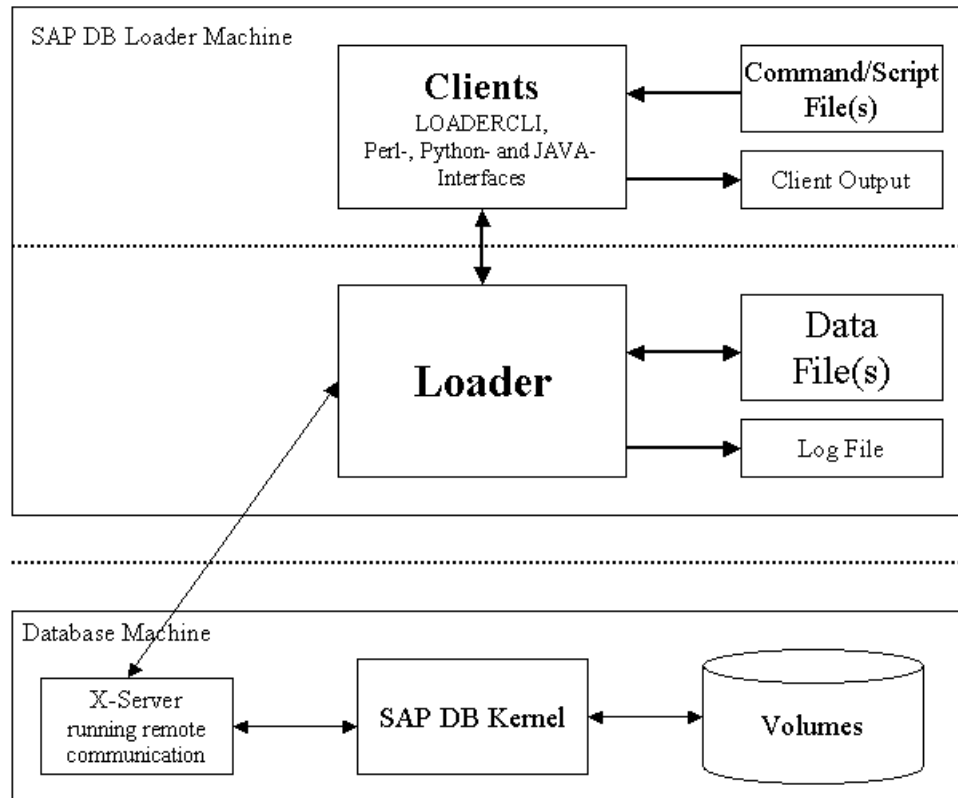 SAP DB Loader Machine
Clients
LOADERCLI,
Perl-, Python- and JAVA-
Interfaces
Command/Script
File(s)
Client Output
Loader
Data
File(s)
Log File
Database Machine
X-Server
running remote
communication
SAP DB Kernel
Volumes